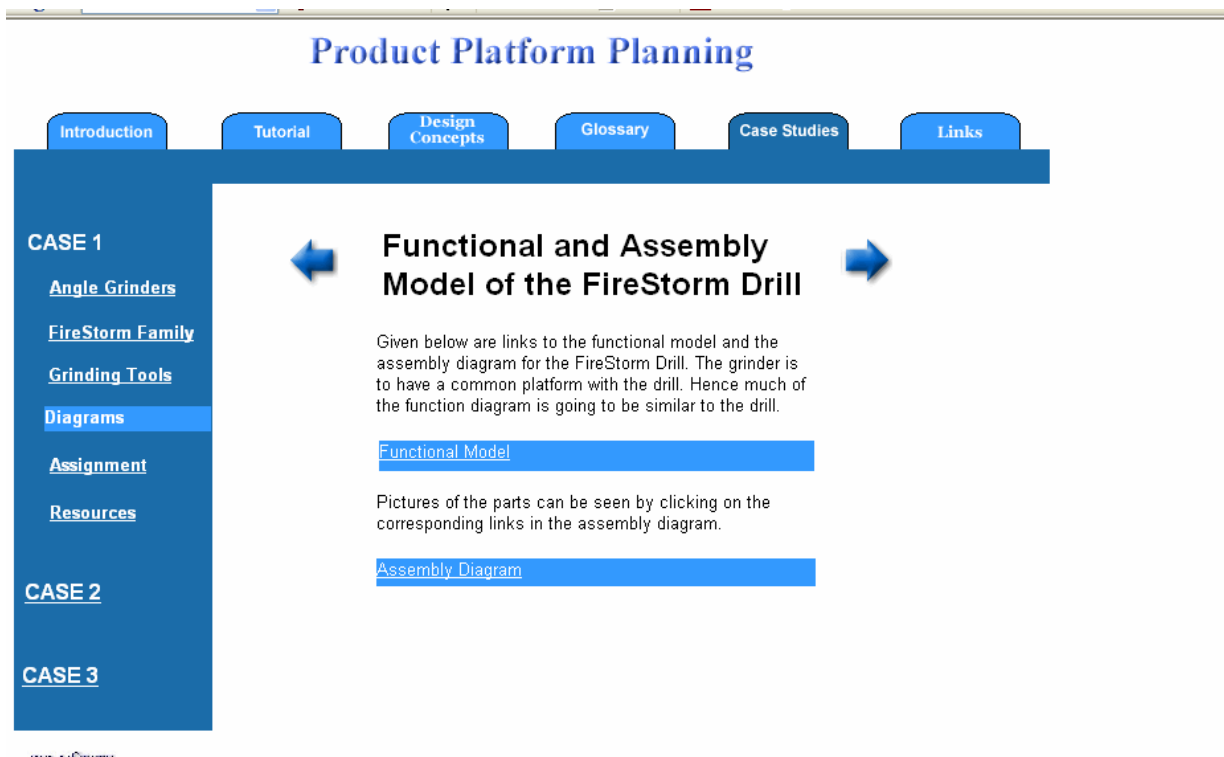 Product Platform Planning
Introduction
Tutorial
Design
Concepts
Glossary
Case Studies
Links
CASE 1
Angle Grinders
FireStorm Family
Grinding Tools
Diagrams
Assignment
Resources
CASE 2
CASE 3
Functional and Assembly
Model of the FireStorm Drill
Given below are links to the functional model and the
assembly diagram for the FireStorm Drill. The grinder is
to have a common platform with the drill. Hence much of
the function diagram is going to be similar to the drill.
Functional Model
Pictures of the parts can be seen by clicking on the
corresponding links in the assembly diagram.
Assembly Diagram